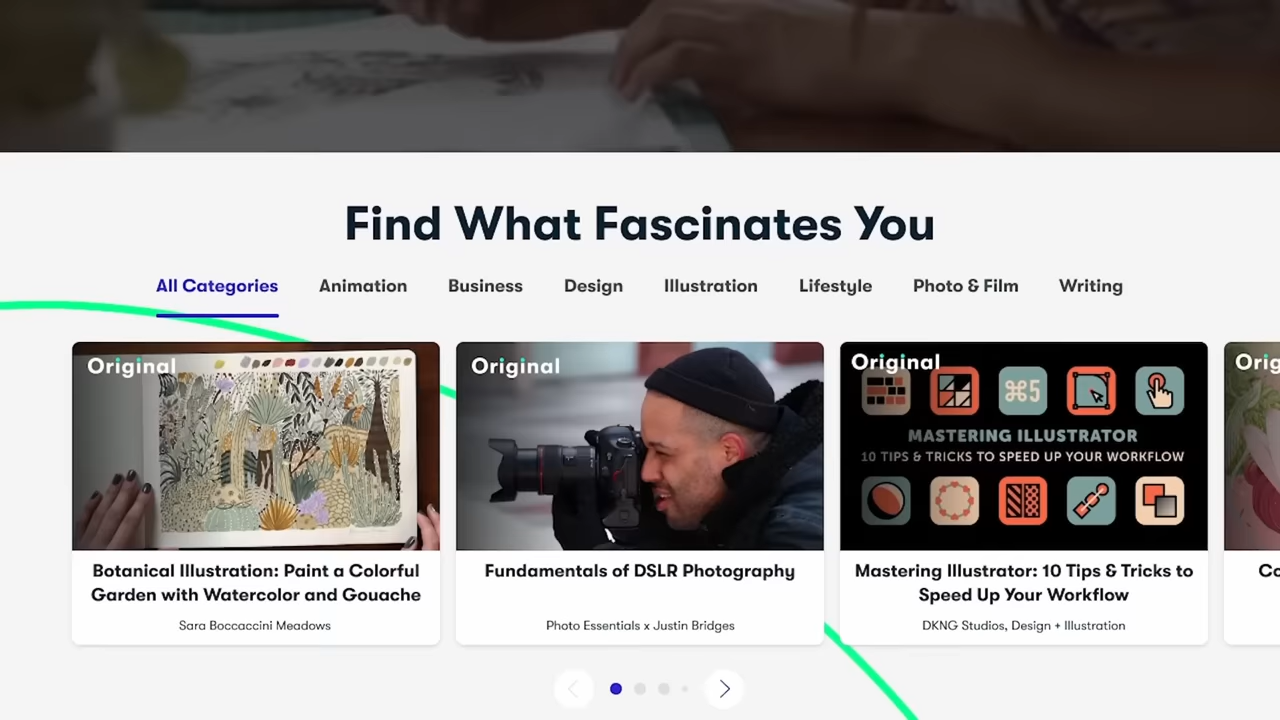 Find What Fascinates You
All Categories Animation Business Design Illustration Lifestyle Photo & Film Writing
Original
Botanical Illustration: Paint a Colorful
Garden with Watercolor and Gouache
Sara Boccaccini Meadows
Original
Fundamentals of DSLR Photography
Photo Essentials x Justin Bridges
Original
⌘5
MASTERING ILLUSTRATOR
10 TIPS & TRICKS TO SPEED UP YOUR WORKFLOW
Mastering Illustrator: 10 Tips & Tricks to
Speed Up Your Workflow
DKNG Studios, Design + Illustration